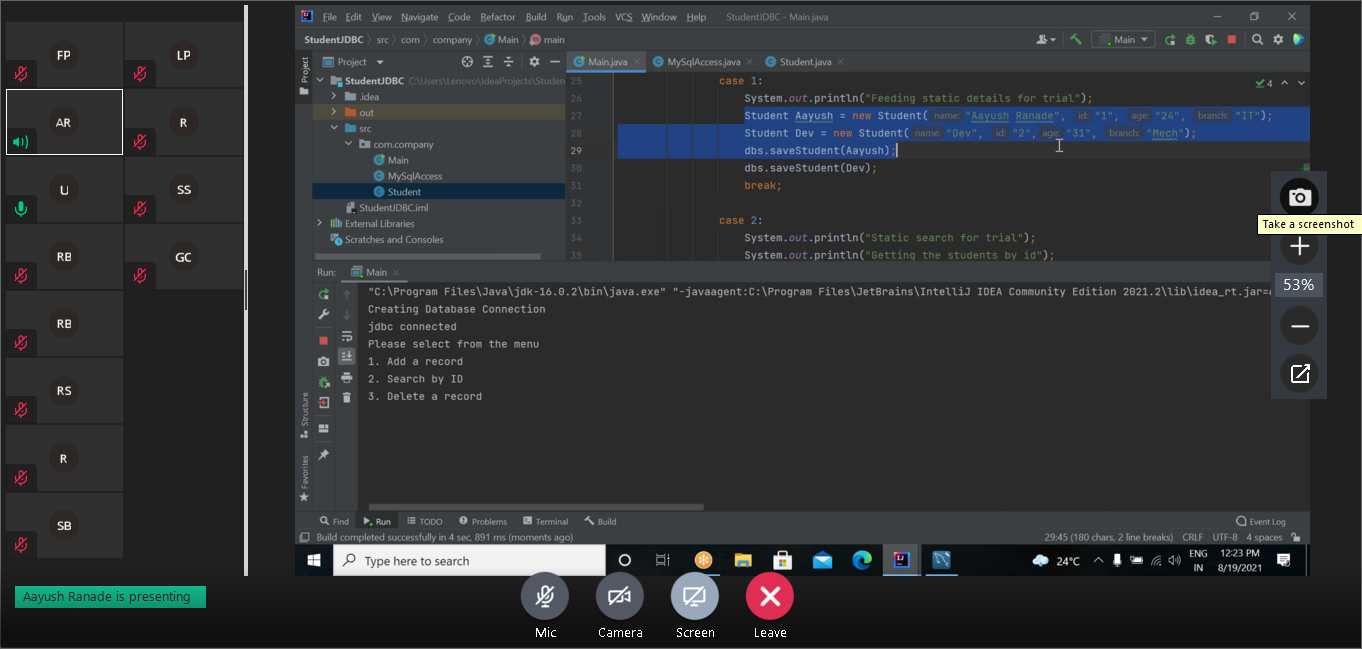 FP
LP
AR
R
U
SS
RB
GC
RB
RS
R
SB
Aayush Ranade is presenting
File Edit View Navigate Code Refactor Build Run Tools VCS Window Help StudentJDBC - Main.java
StudentJDBC src com company Main main
Main
Project
Project
Main.java MySqlAccess.java Student.java
StudentJDBC C:\Users\Lenovo\IdeaProjects\Studen
.idea
out
src
com.company
Main
MySqlAccess
Student
StudentJDBC.iml
External Libraries
Scratches and Consoles
25 case 1:
4
26 System.out.println("Feeding static details for trial");
27 Student Aayush = new Student( name: "Aayush Ranade", id: "1", age: "24", branch: "IT");
28 Student Dev = new Student( name: "Dev", id: "2", age: "31", branch: "Mech");
29 dbs.saveStudent(Aayush);
30 dbs.saveStudent(Dev);
31 break;
32
33 case 2:
34 System.out.println("Static search for trial");
35 System.out.println("Getting the students by id");
Run: Main
"C:\Program Files\Java\jdk-16.0.2\bin\java.exe" "-javaagent:C:\Program Files\JetBrains\IntelliJ IDEA Community Edition 2021.2\lib\idea_rt.jar=
Creating Database Connection
jdbc connected
Please select from the menu
1. Add a record
2. Search by ID
3. Delete a record
Structure
Favorites
Find Run TODO Problems Terminal Build Event Log
Build completed successfully in 4 sec, 891 ms (moments ago) 29:45 (180 chars, 2 line breaks) CRLF UTF-8 4 spaces
Type here to search
24°C
ENG
IN
12:23 PM
8/19/2021
Take a screenshot
53%
Mic
Camera
Screen
Leave